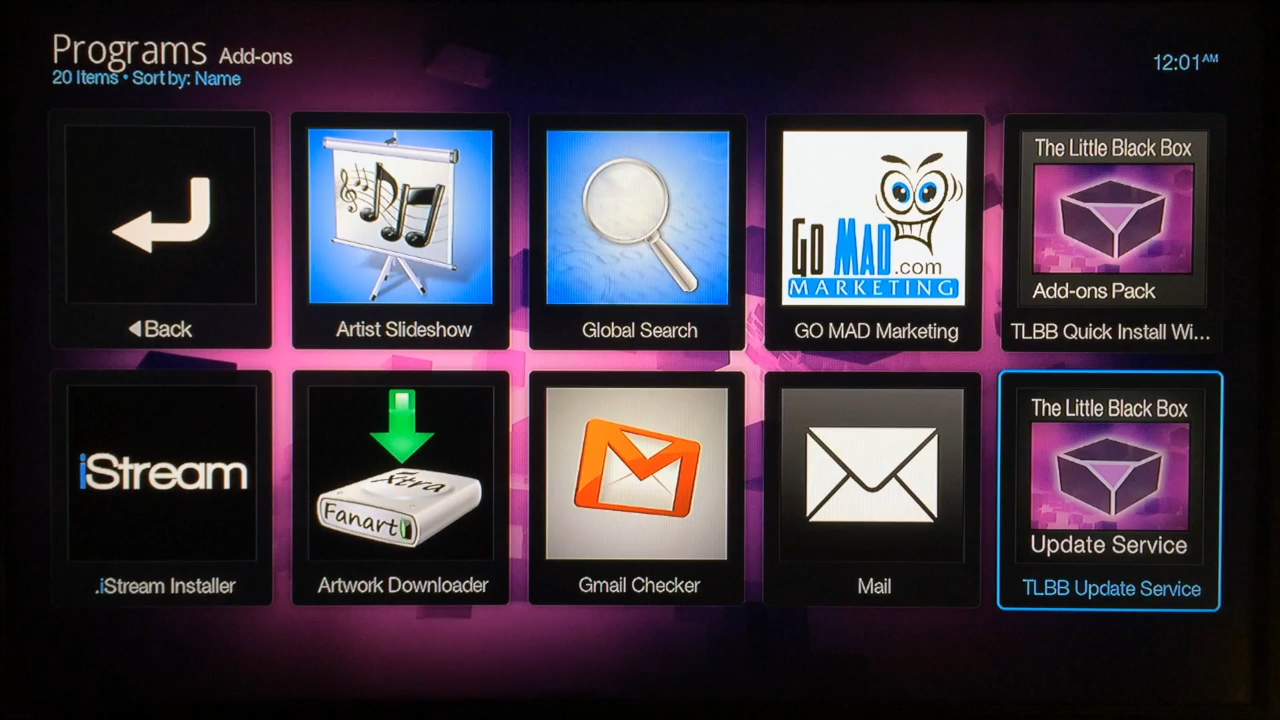 Programs Add-ons
20 Items • Sort by: Name
12:01AM
The Little Black Box
GO MAD.com
MARKETING
Add-ons Pack
Back
Artist Slideshow
Global Search
GO MAD Marketing
TLBB Quick Install Wi...
The Little Black Box
iStream
Xtra
Fanart
Update Service
.iStream Installer
Artwork Downloader
Gmail Checker
Mail
TLBB Update Service